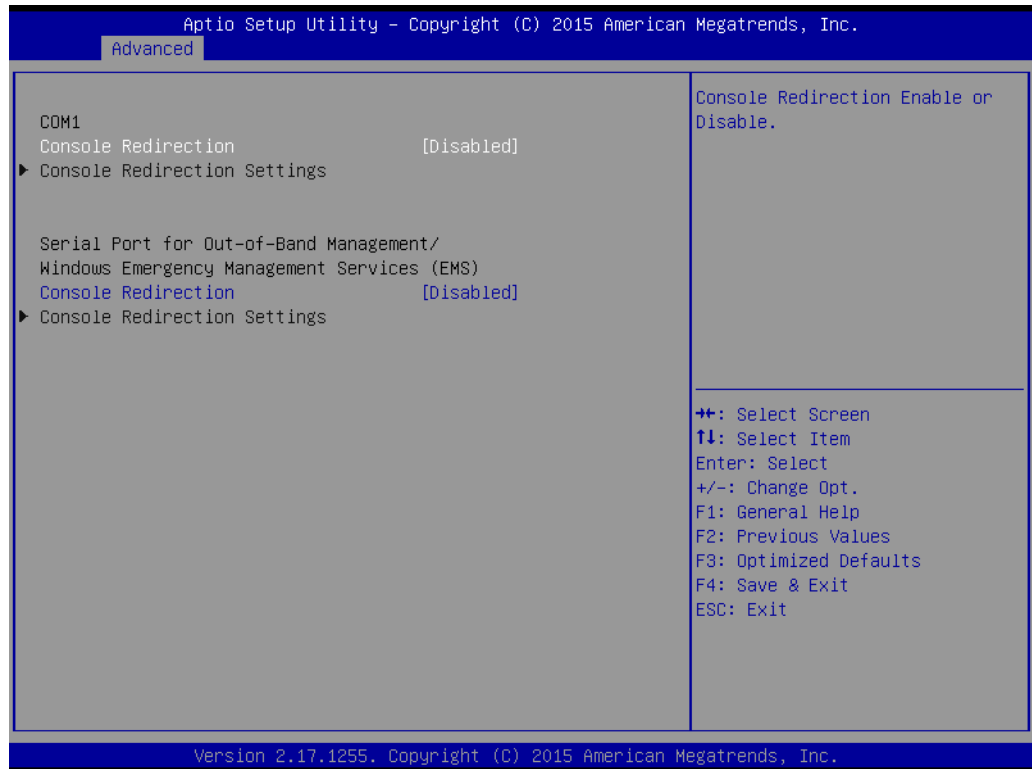 Aptio Setup Utility – Copyright (C) 2015 American Megatrends, Inc.
Advanced
COM1
Console Redirection [Disabled]
▶ Console Redirection Settings
Serial Port for Out-of-Band Management/
Windows Emergency Management Services (EMS)
Console Redirection [Disabled]
▶ Console Redirection Settings
Console Redirection Enable or
Disable.
→←: Select Screen
↑↓: Select Item
Enter: Select
+/-: Change Opt.
F1: General Help
F2: Previous Values
F3: Optimized Defaults
F4: Save & Exit
ESC: Exit
Version 2.17.1255. Copyright (C) 2015 American Megatrends, Inc.